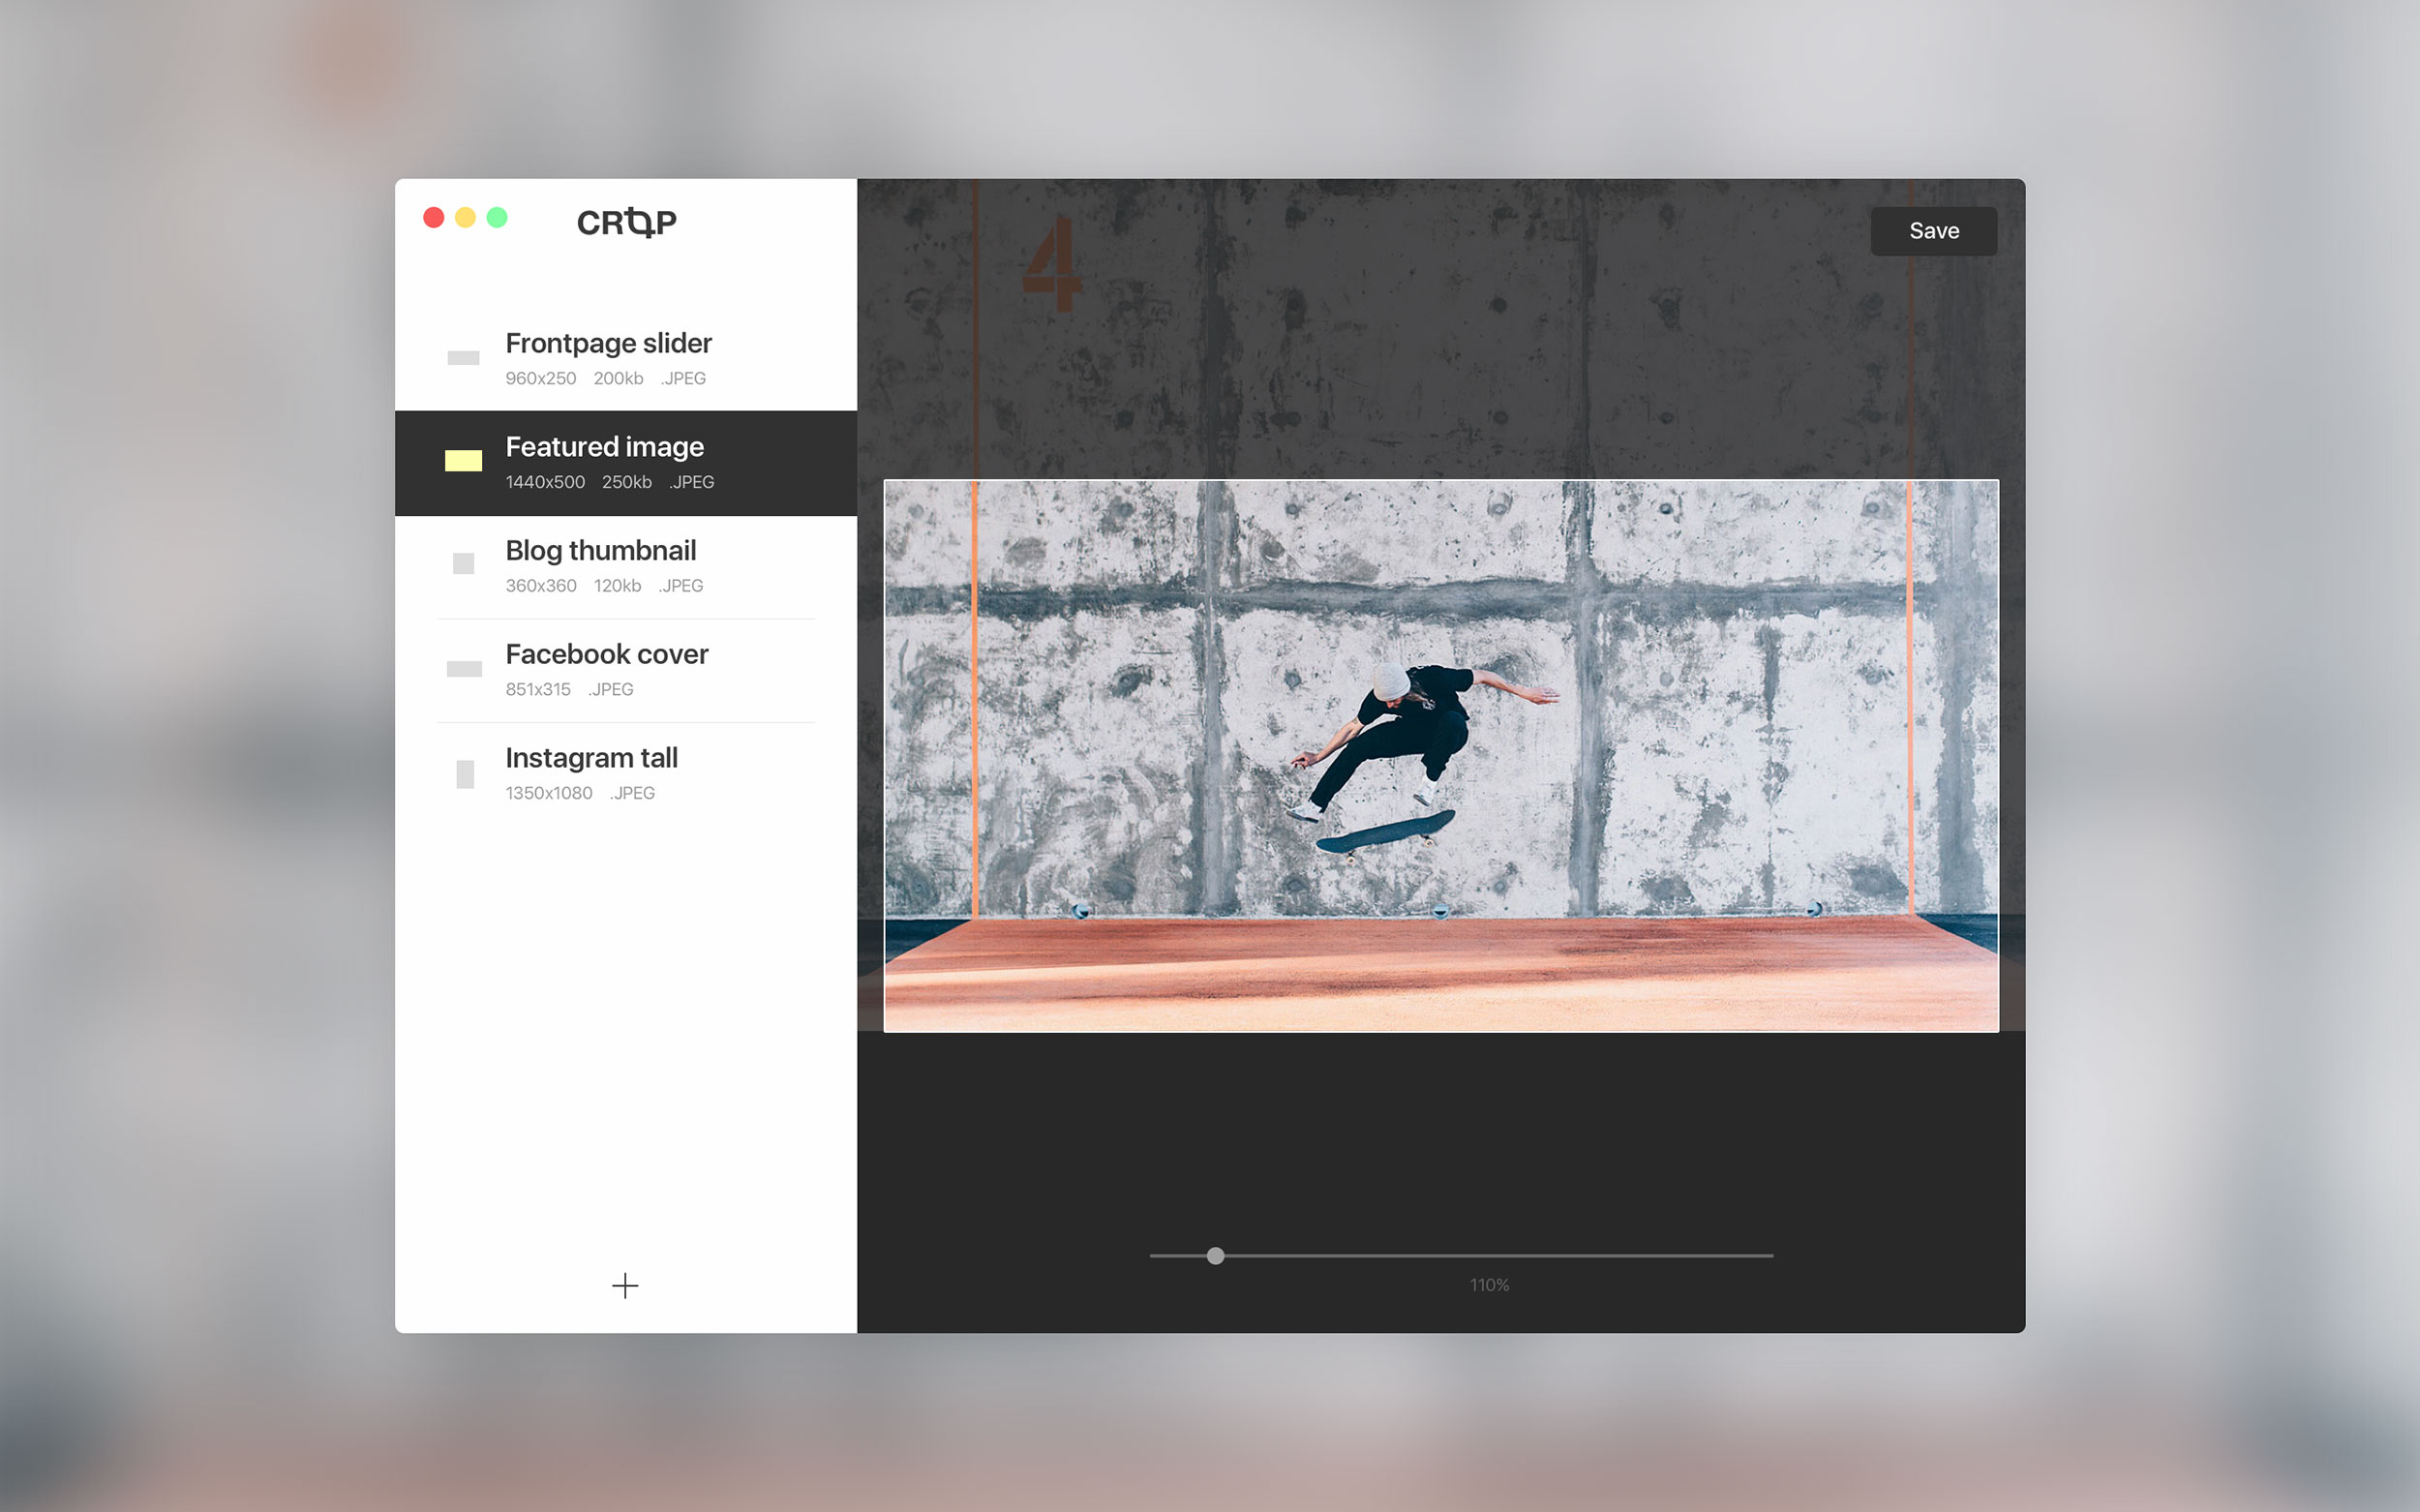 CROP
Frontpage slider
960x250 200kb .JPEG
Featured image
1440x500 250kb .JPEG
Blog thumbnail
360x360 120kb .JPEG
Facebook cover
851x315 .JPEG
Instagram tall
1350x1080 .JPEG
4
Save
110%